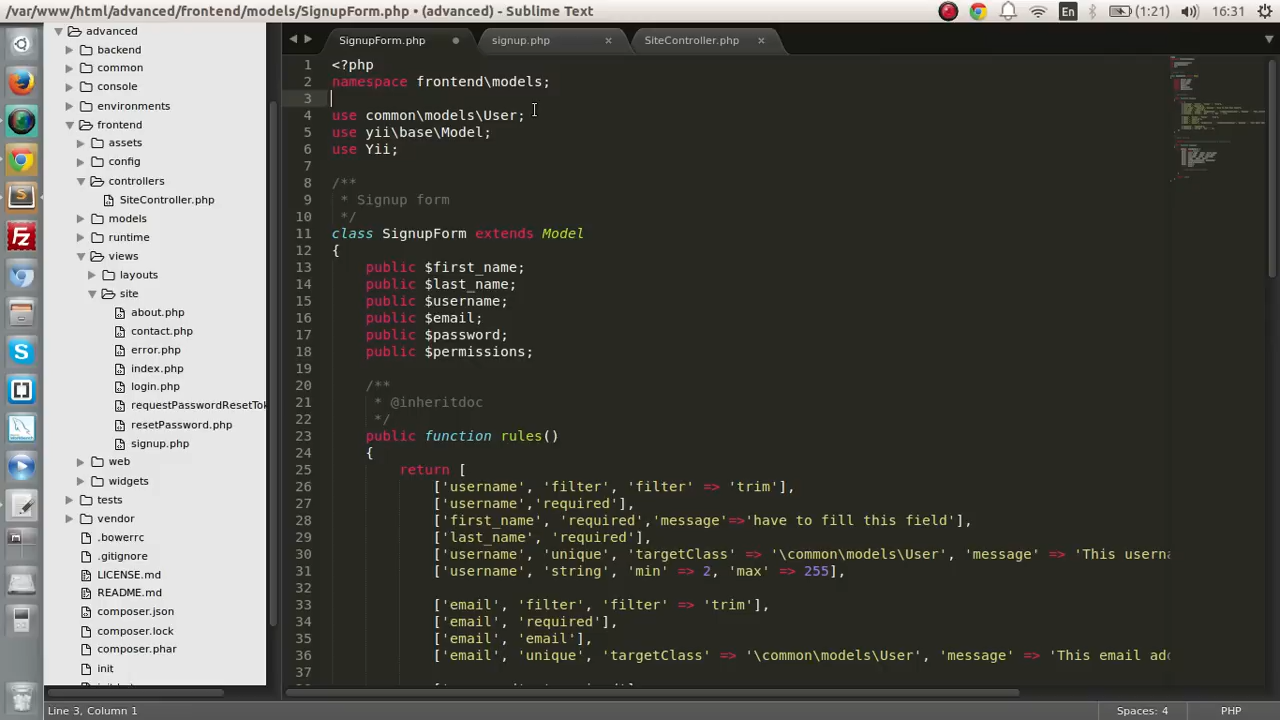 /var/www/html/advanced/frontend/models/SignupForm.php • (advanced) - Sublime Text
En
(1:21)
16:31
advanced
backend
common
console
environments
frontend
assets
config
controllers
SiteController.php
models
runtime
views
layouts
site
about.php
contact.php
error.php
index.php
login.php
requestPasswordResetTok
resetPassword.php
signup.php
web
widgets
tests
vendor
.bowerrc
.gitignore
LICENSE.md
README.md
composer.json
composer.lock
composer.phar
init
SignupForm.php
signup.php
SiteController.php
1 <?php
2 namespace frontend\models;
3
4 use common\models\User;
5 use yii\base\Model;
6 use Yii;
7
8 /**
9 * Signup form
10 */
11 class SignupForm extends Model
12 {
13 public $first_name;
14 public $last_name;
15 public $username;
16 public $email;
17 public $password;
18 public $permissions;
19
20 /**
21 * @inheritdoc
22 */
23 public function rules()
24 {
25 return [
26 ['username', 'filter', 'filter' => 'trim'],
27 ['username','required'],
28 ['first_name', 'required','message'=>'have to fill this field'],
29 ['last_name', 'required'],
30 ['username', 'unique', 'targetClass' => '\common\models\User', 'message' => 'This userna
31 ['username', 'string', 'min' => 2, 'max' => 255],
32
33 ['email', 'filter', 'filter' => 'trim'],
34 ['email', 'required'],
35 ['email', 'email'],
36 ['email', 'unique', 'targetClass' => '\common\models\User', 'message' => 'This email add
37
Line 3, Column 1
Spaces: 4
PHP